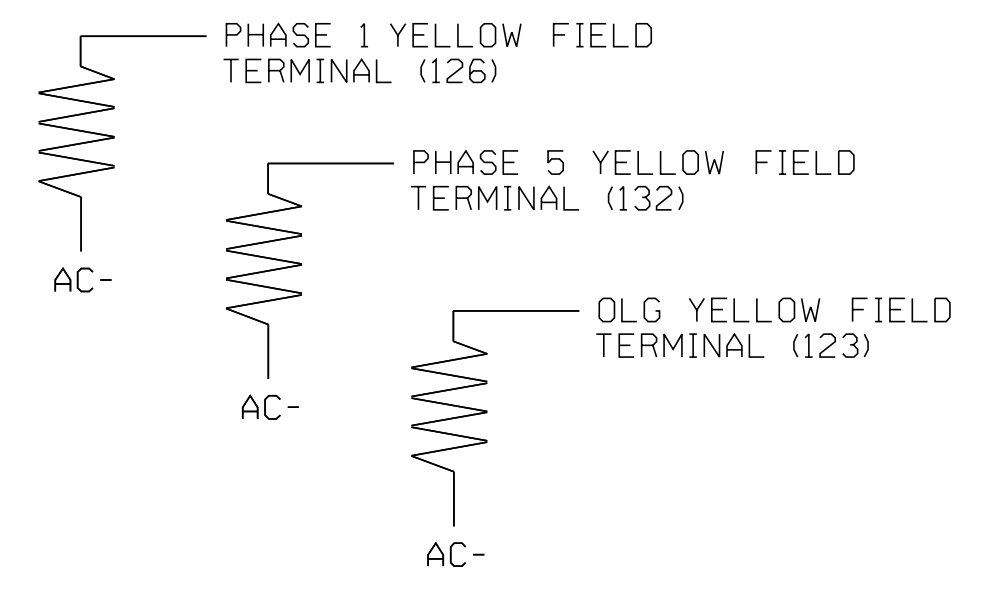 PHASE 1 YELLOW FIELD
TERMINAL (126)
AC-
PHASE 5 YELLOW FIELD
TERMINAL (132)
AC-
OLG YELLOW FIELD
TERMINAL (123)
AC-